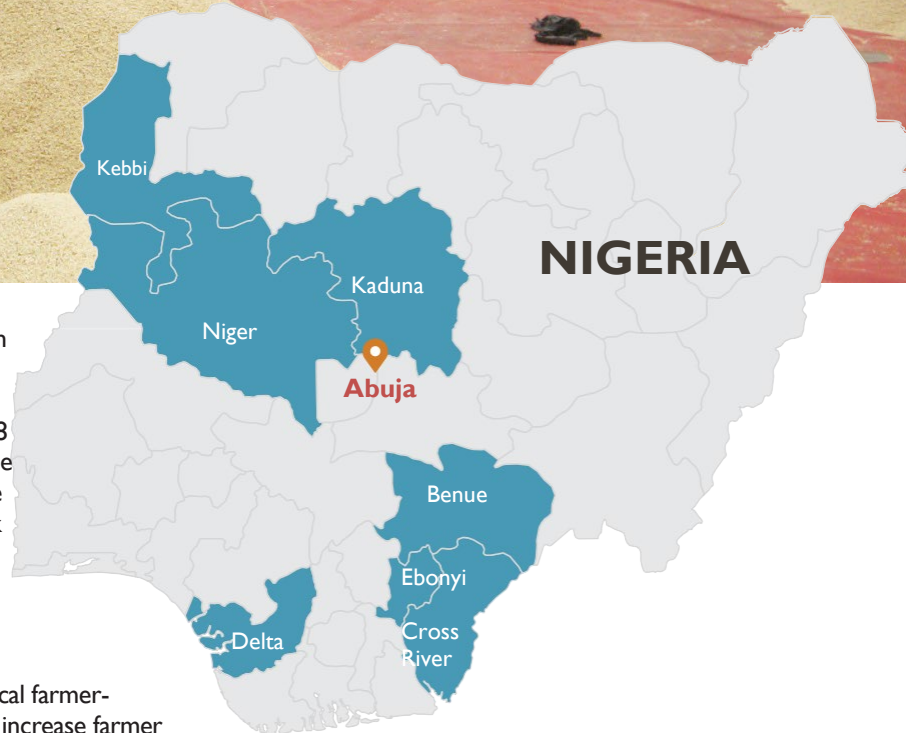 Kebbi
NIGERIA
Kaduna
Niger
Abuja
Benue
Ebonyi
Delta
Cross
River
cal farmer-
increase farmer